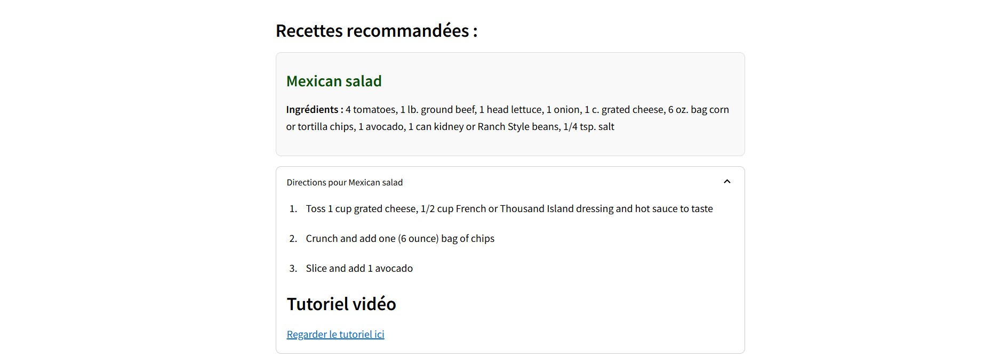 Recettes recommandées :
Mexican salad
Ingrédients : 4 tomatoes, 1 lb. ground beef, 1 head lettuce, 1 onion, 1 c. grated cheese, 6 oz. bag corn
or tortilla chips, 1 avocado, 1 can kidney or Ranch Style beans, 1/4 tsp. salt
Directions pour Mexican salad
1. Toss 1 cup grated cheese, 1/2 cup French or Thousand Island dressing and hot sauce to taste
2. Crunch and add one (6 ounce) bag of chips
3. Slice and add 1 avocado
Tutoriel vidéo
Regarder le tutoriel ici